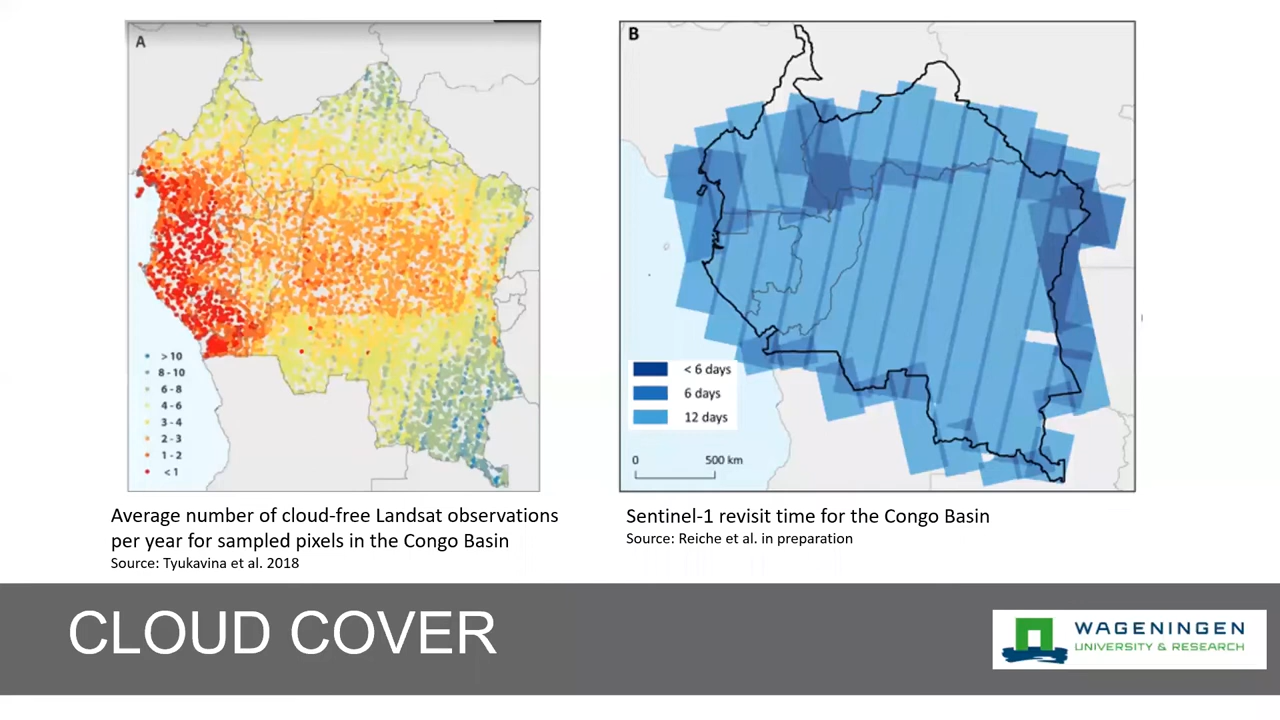 A
> 10
8 - 10
6 - 8
4 - 6
3 - 4
2 - 3
1 - 2
< 1
B
< 6 days
6 days
12 days
0 500 km
Average number of cloud-free Landsat observations
per year for sampled pixels in the Congo Basin
Source: Tyukavina et al. 2018
Sentinel-1 revisit time for the Congo Basin
Source: Reiche et al. in preparation
CLOUD COVER
WAGENINGEN
UNIVERSITY & RESEARCH